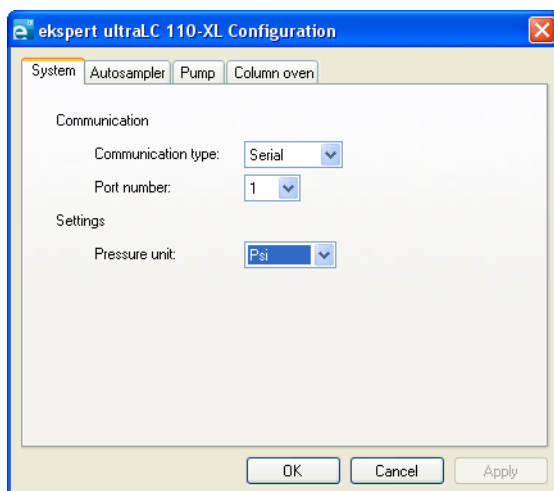 ekspert ultraLC 110-XL Configuration
System Autosampler Pump Column oven
Communication
Communication type: Serial
Port number: 1
Settings
Pressure unit: Psi
OK Cancel Apply